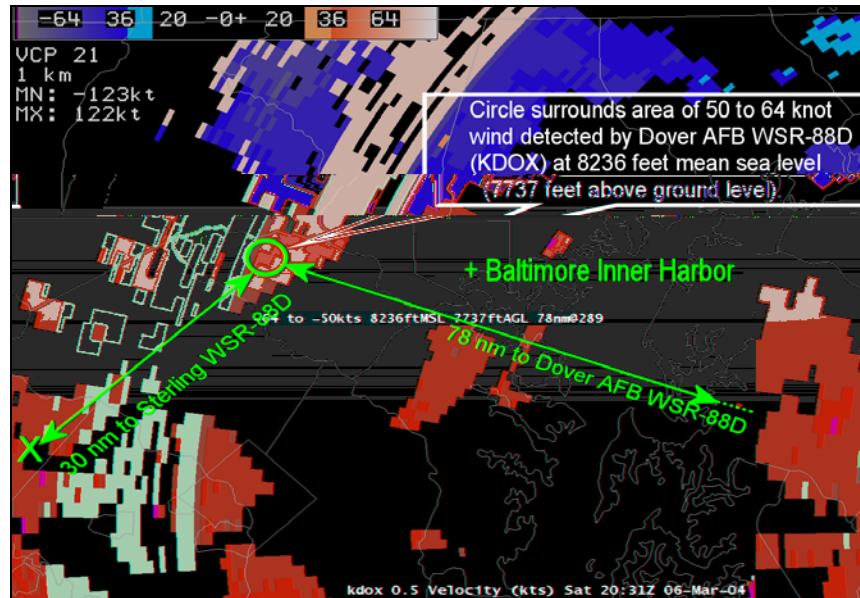 -64 36 20 -0+ 20 36 64
VCP 21
1 km
MN: -123kt
MX: 122kt
Circle surrounds area of 50 to 64 knot
wind detected by Dover AFB WSR-88D
(KDOX) at 8236 feet mean sea level
(7737 feet above ground level).
+ Baltimore Inner Harbor
64 to -50kts 8236ftMSL 7737ftAGL 78nm@289
30 nm to Sterling WSR-88D
78 nm to Dover AFB WSR-88D
X
kdox 0.5 Velocity (kts) Sat 20:31Z 06-Mar-04